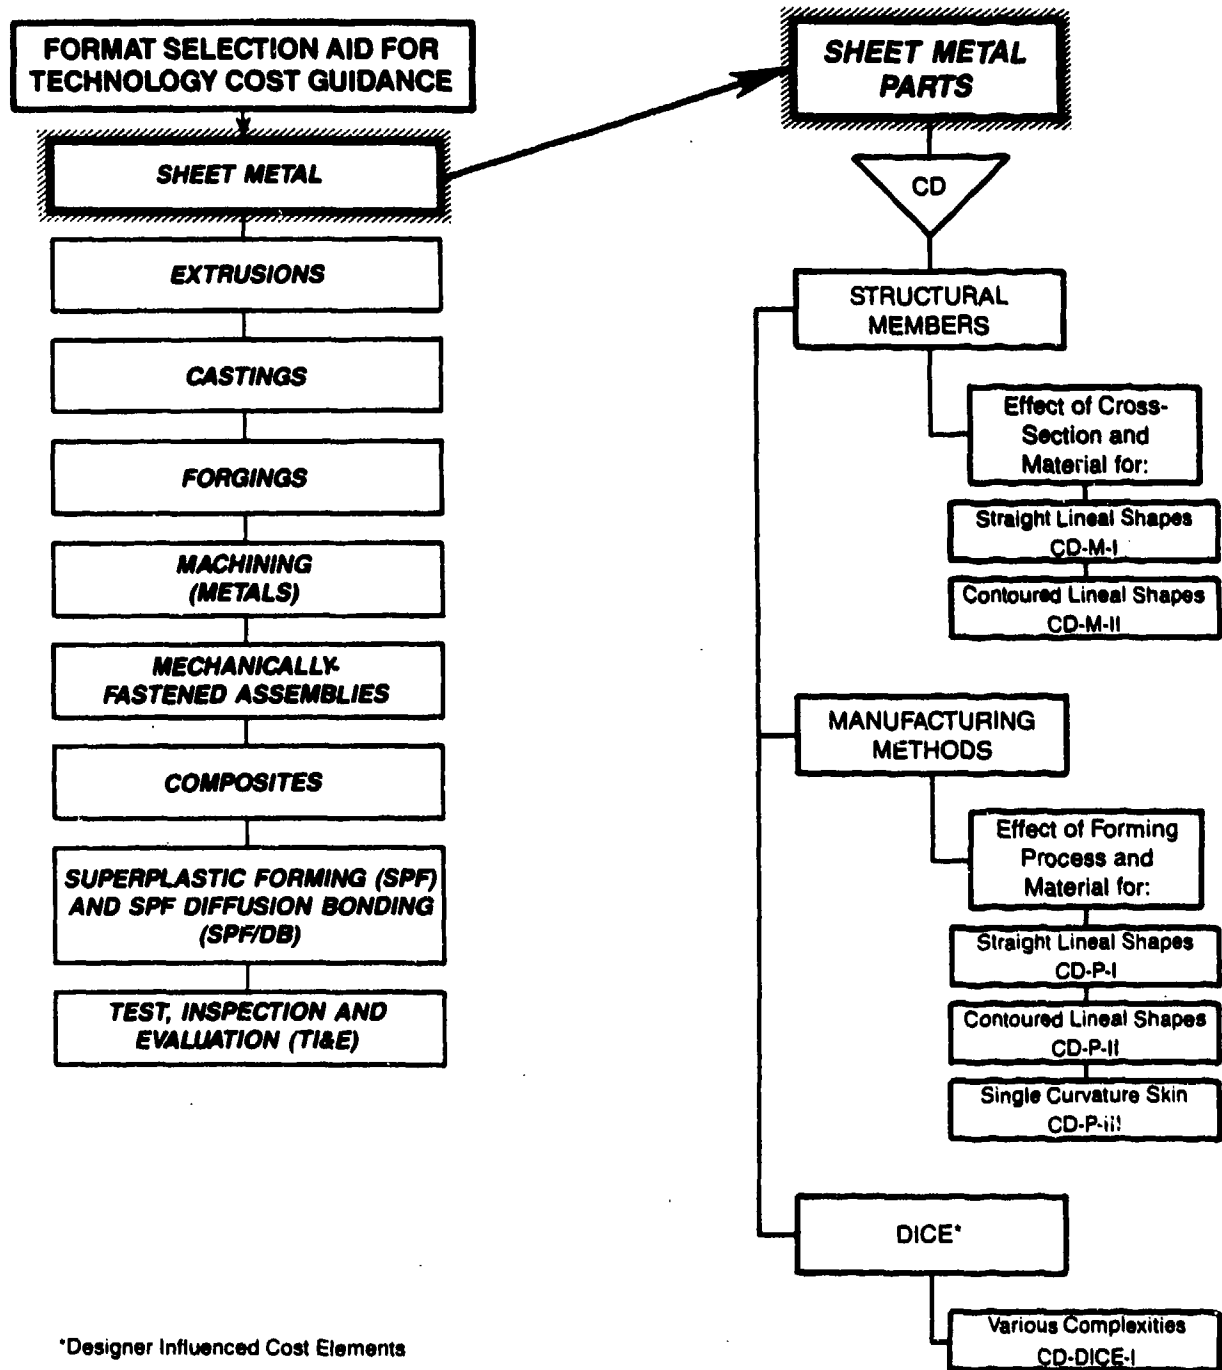 FORMAT SELECTION AID FOR
TECHNOLOGY COST GUIDANCE
SHEET METAL
EXTRUSIONS
CASTINGS
FORGINGS
MACHINING
(METALS)
MECHANICALLY-
FASTENED ASSEMBLIES
COMPOSITES
SUPERPLASTIC FORMING (SPF)
AND SPF DIFFUSION BONDING
(SPF/DB)
TEST, INSPECTION AND
EVALUATION (TI&E)
*Designer Influenced Cost Elements
SHEET METAL
PARTS
CD
STRUCTURAL
MEMBERS
Effect of Cross-
Section and
Material for:
Straight Lineal Shapes
CD-M-I
Contoured Lineal Shapes
CD-M-II
MANUFACTURING
METHODS
Effect of Forming
Process and
Material for:
Straight Lineal Shapes
CD-P-I
Contoured Lineal Shapes
CD-P-II
Single Curvature Skin
CD-P-III
DICE*
Various Complexities
CD-DICE-I